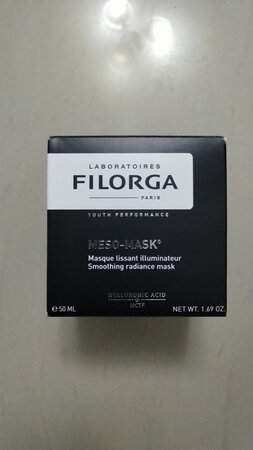 LABORATOIRES
FILORGA
PARIS
YOUTH PERFORMANCE
MESO-MASK®
Masque lissant illuminateur
Smoothing radiance mask
HYALURONIC ACID
NCTF
e 50 ML NET WT. 1.69 OZ.